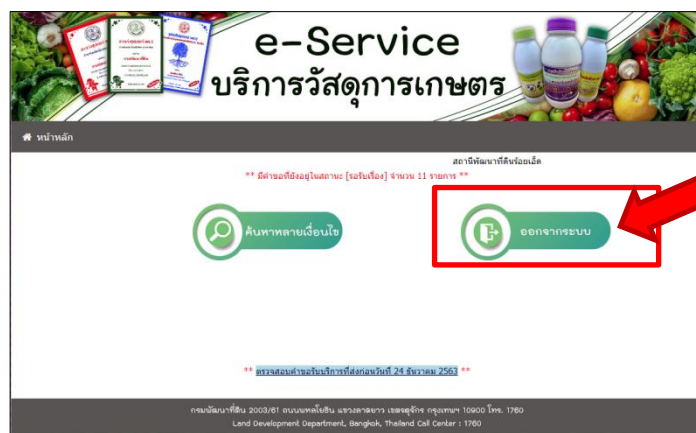 e-Service
บริการวัสดุการเกษตร
หน้าหลัก
สถานีพัฒนาที่ดินร้อยเอ็ด
** มีคำขอที่ยังอยู่ในสถานะ [รอรับเรื่อง] จำนวน 11 รายการ **
ค้นหาหลายเงื่อนไข
ออกจากระบบ
** ตรวจสอบคำขอรับบริการที่ส่งก่อนวันที่ 24 ธันวาคม 2563 **
กรมพัฒนาที่ดิน 2003/61 ถนนพหลโยธิน แขวงลาดยาว เขตจตุจักร กรุงเทพฯ 10900 โทร. 1760
Land Development Department, Bangkok, Thailand Call Center : 1760